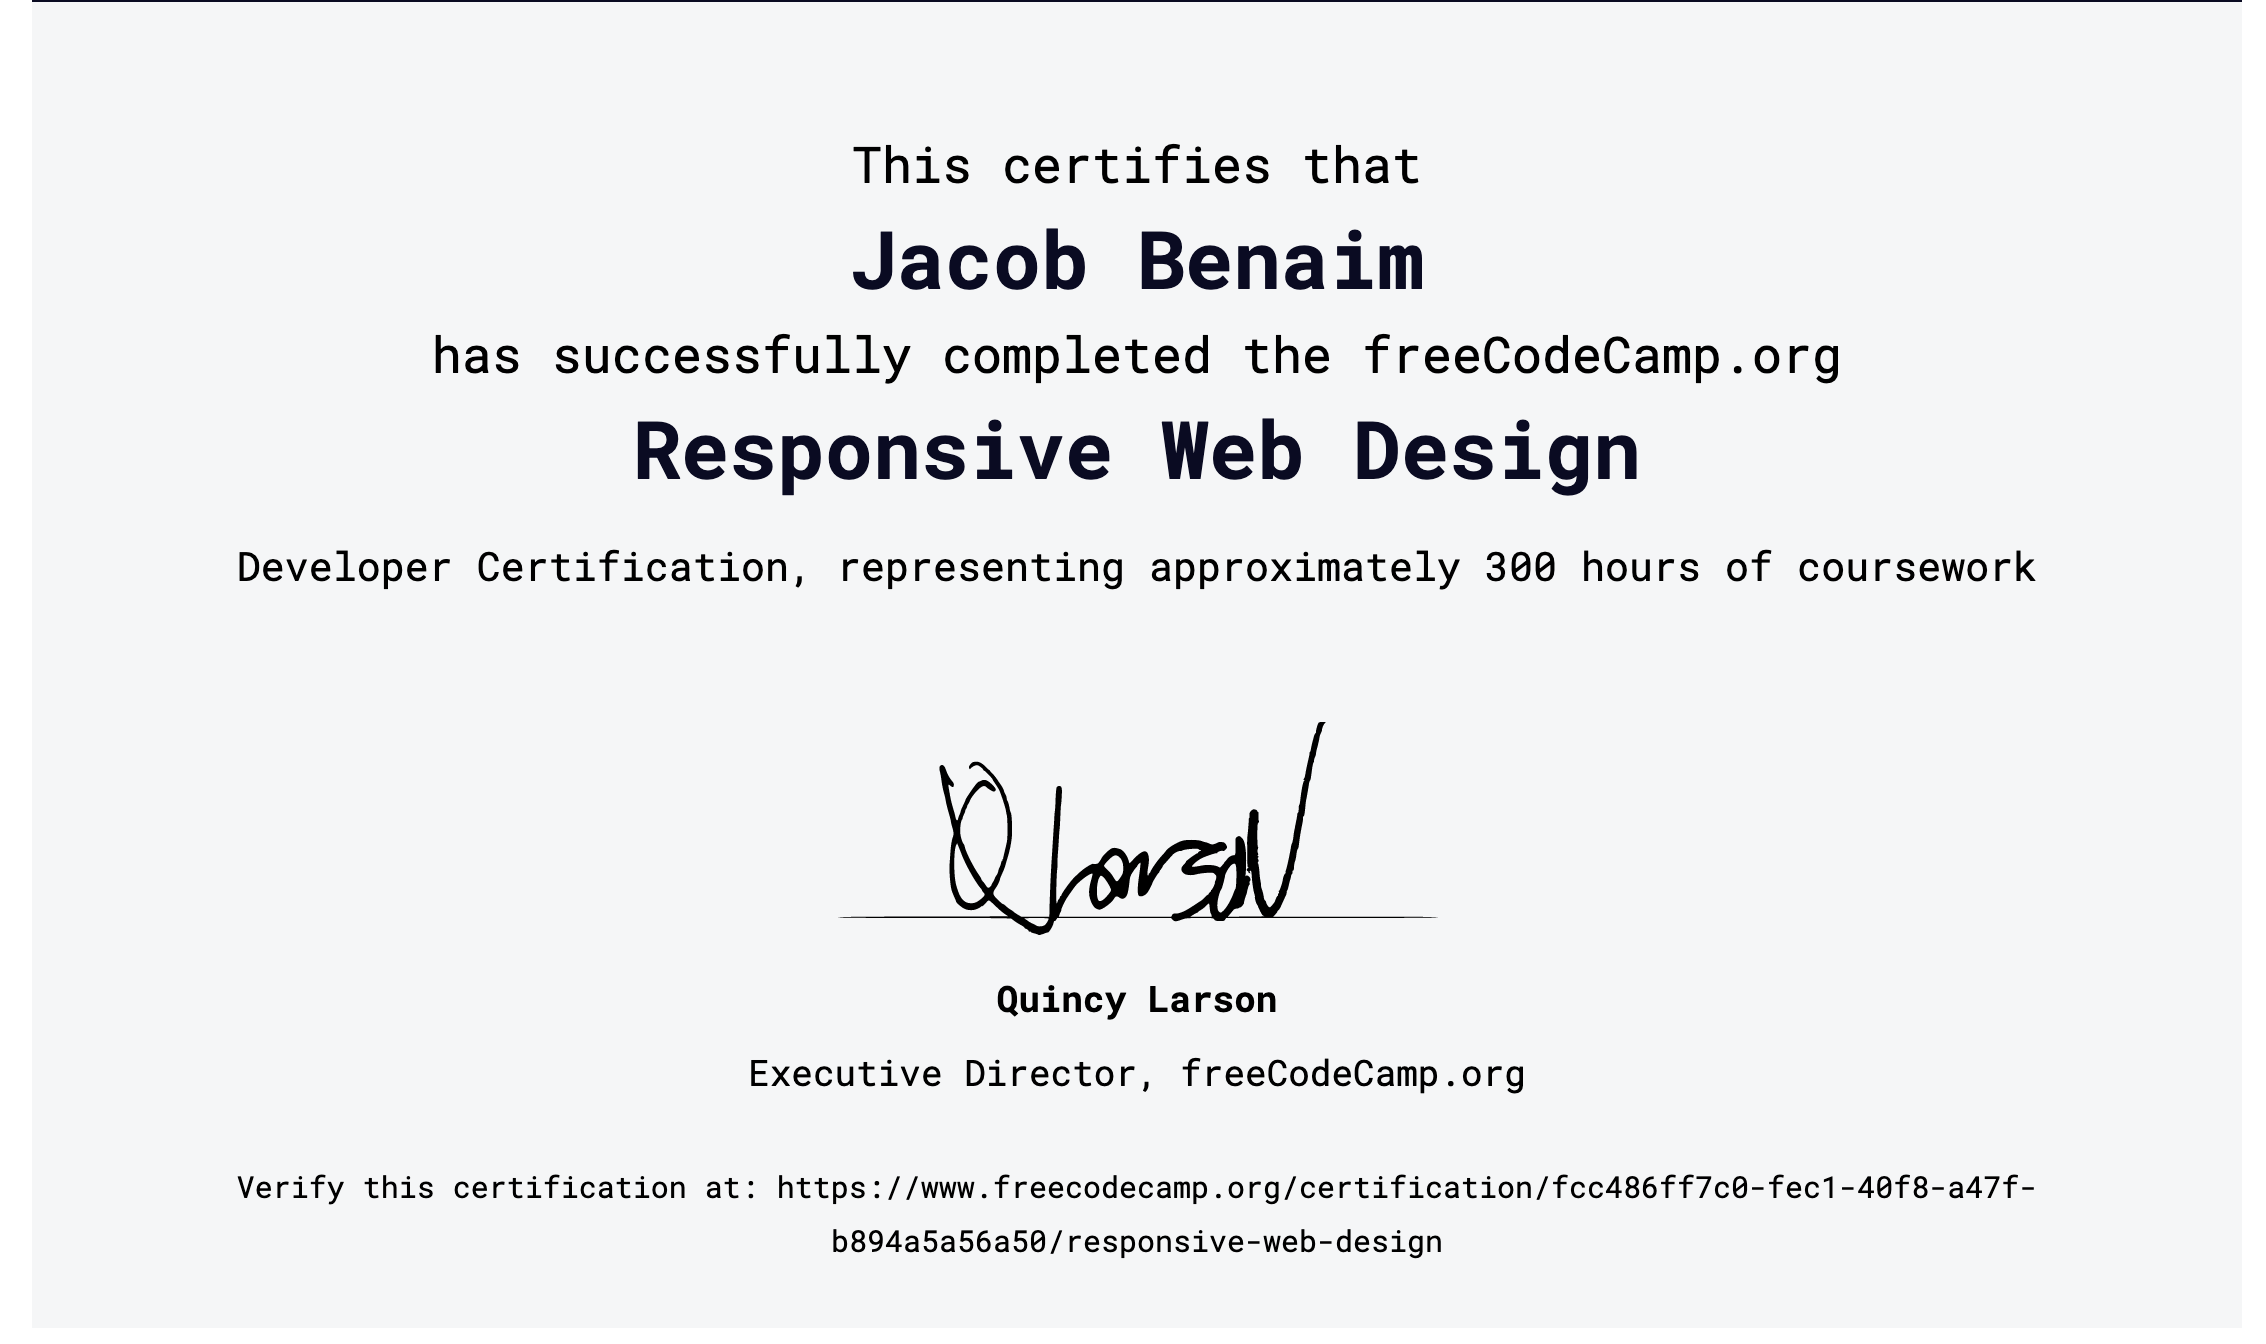 This certifies that
Jacob Benaim
has successfully completed the freeCodeCamp.org
Responsive Web Design
Developer Certification, representing approximately 300 hours of coursework
QLarson
Quincy Larson
Executive Director, freeCodeCamp.org
Verify this certification at: https://www.freecodecamp.org/certification/fcc486ff7c0-fec1-40f8-a47f-
b894a5a56a50/responsive-web-design